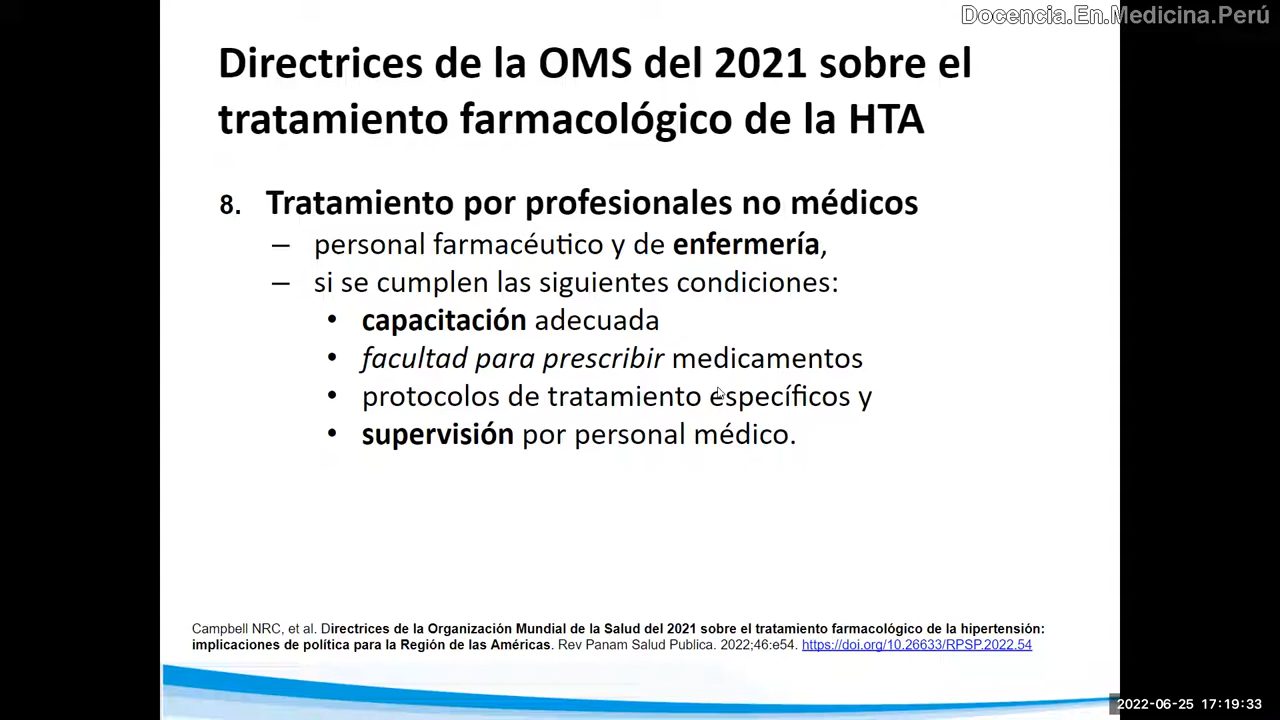 Docencia.En.Medicina.Perú
Directrices de la OMS del 2021 sobre el
tratamiento farmacológico de la HTA
8. Tratamiento por profesionales no médicos
– personal farmacéutico y de enfermería,
– si se cumplen las siguientes condiciones:
• capacitación adecuada
• facultad para prescribir medicamentos
• protocolos de tratamiento específicos y
• supervisión por personal médico.
Campbell NRC, et al. Directrices de la Organización Mundial de la Salud del 2021 sobre el tratamiento farmacológico de la hipertensión:
implicaciones de política para la Región de las Américas. Rev Panam Salud Publica. 2022;46:e54. https://doi.org/10.26633/RPSP.2022.54
2022-06-25 17:19:33